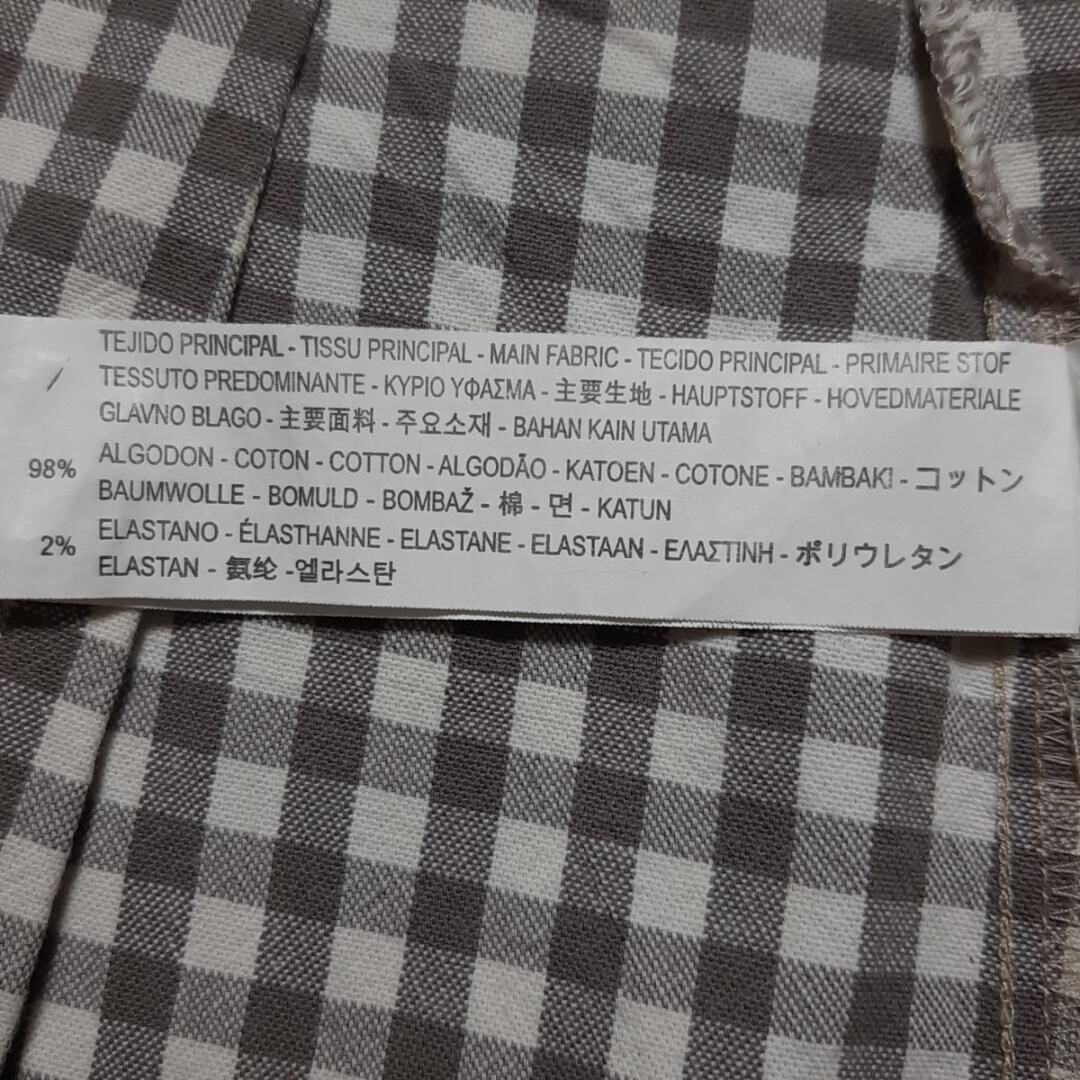 TEJIDO PRINCIPAL - TISSU PRINCIPAL - MAIN FABRIC - TECIDO PRINCIPAL - PRIMAIRE STOF
TESSUTO PREDOMINANTE - ΚΥΡΙΟ ΥΦΑΣΜΑ - 主要生地 - HAUPTSTOFF - HOVEDMATERIALE
GLAVNO BLAGO - 主要面料 - 주요소재 - BAHAN KAIN UTAMA
98% ALGODON - COTON - COTTON - ALGODÃO - KATOEN - COTONE - BAMBAKI - コットン
BAUMWOLLE - BOMULD - BOMBAŽ - 棉 - 면 - KATUN
2% ELASTANO - ÉLASTHANNE - ELASTANE - ELASTAAN - ΕΛΑΣΤΙΝΗ - ポリウレタン
ELASTAN - 氨纶 -엘라스탄